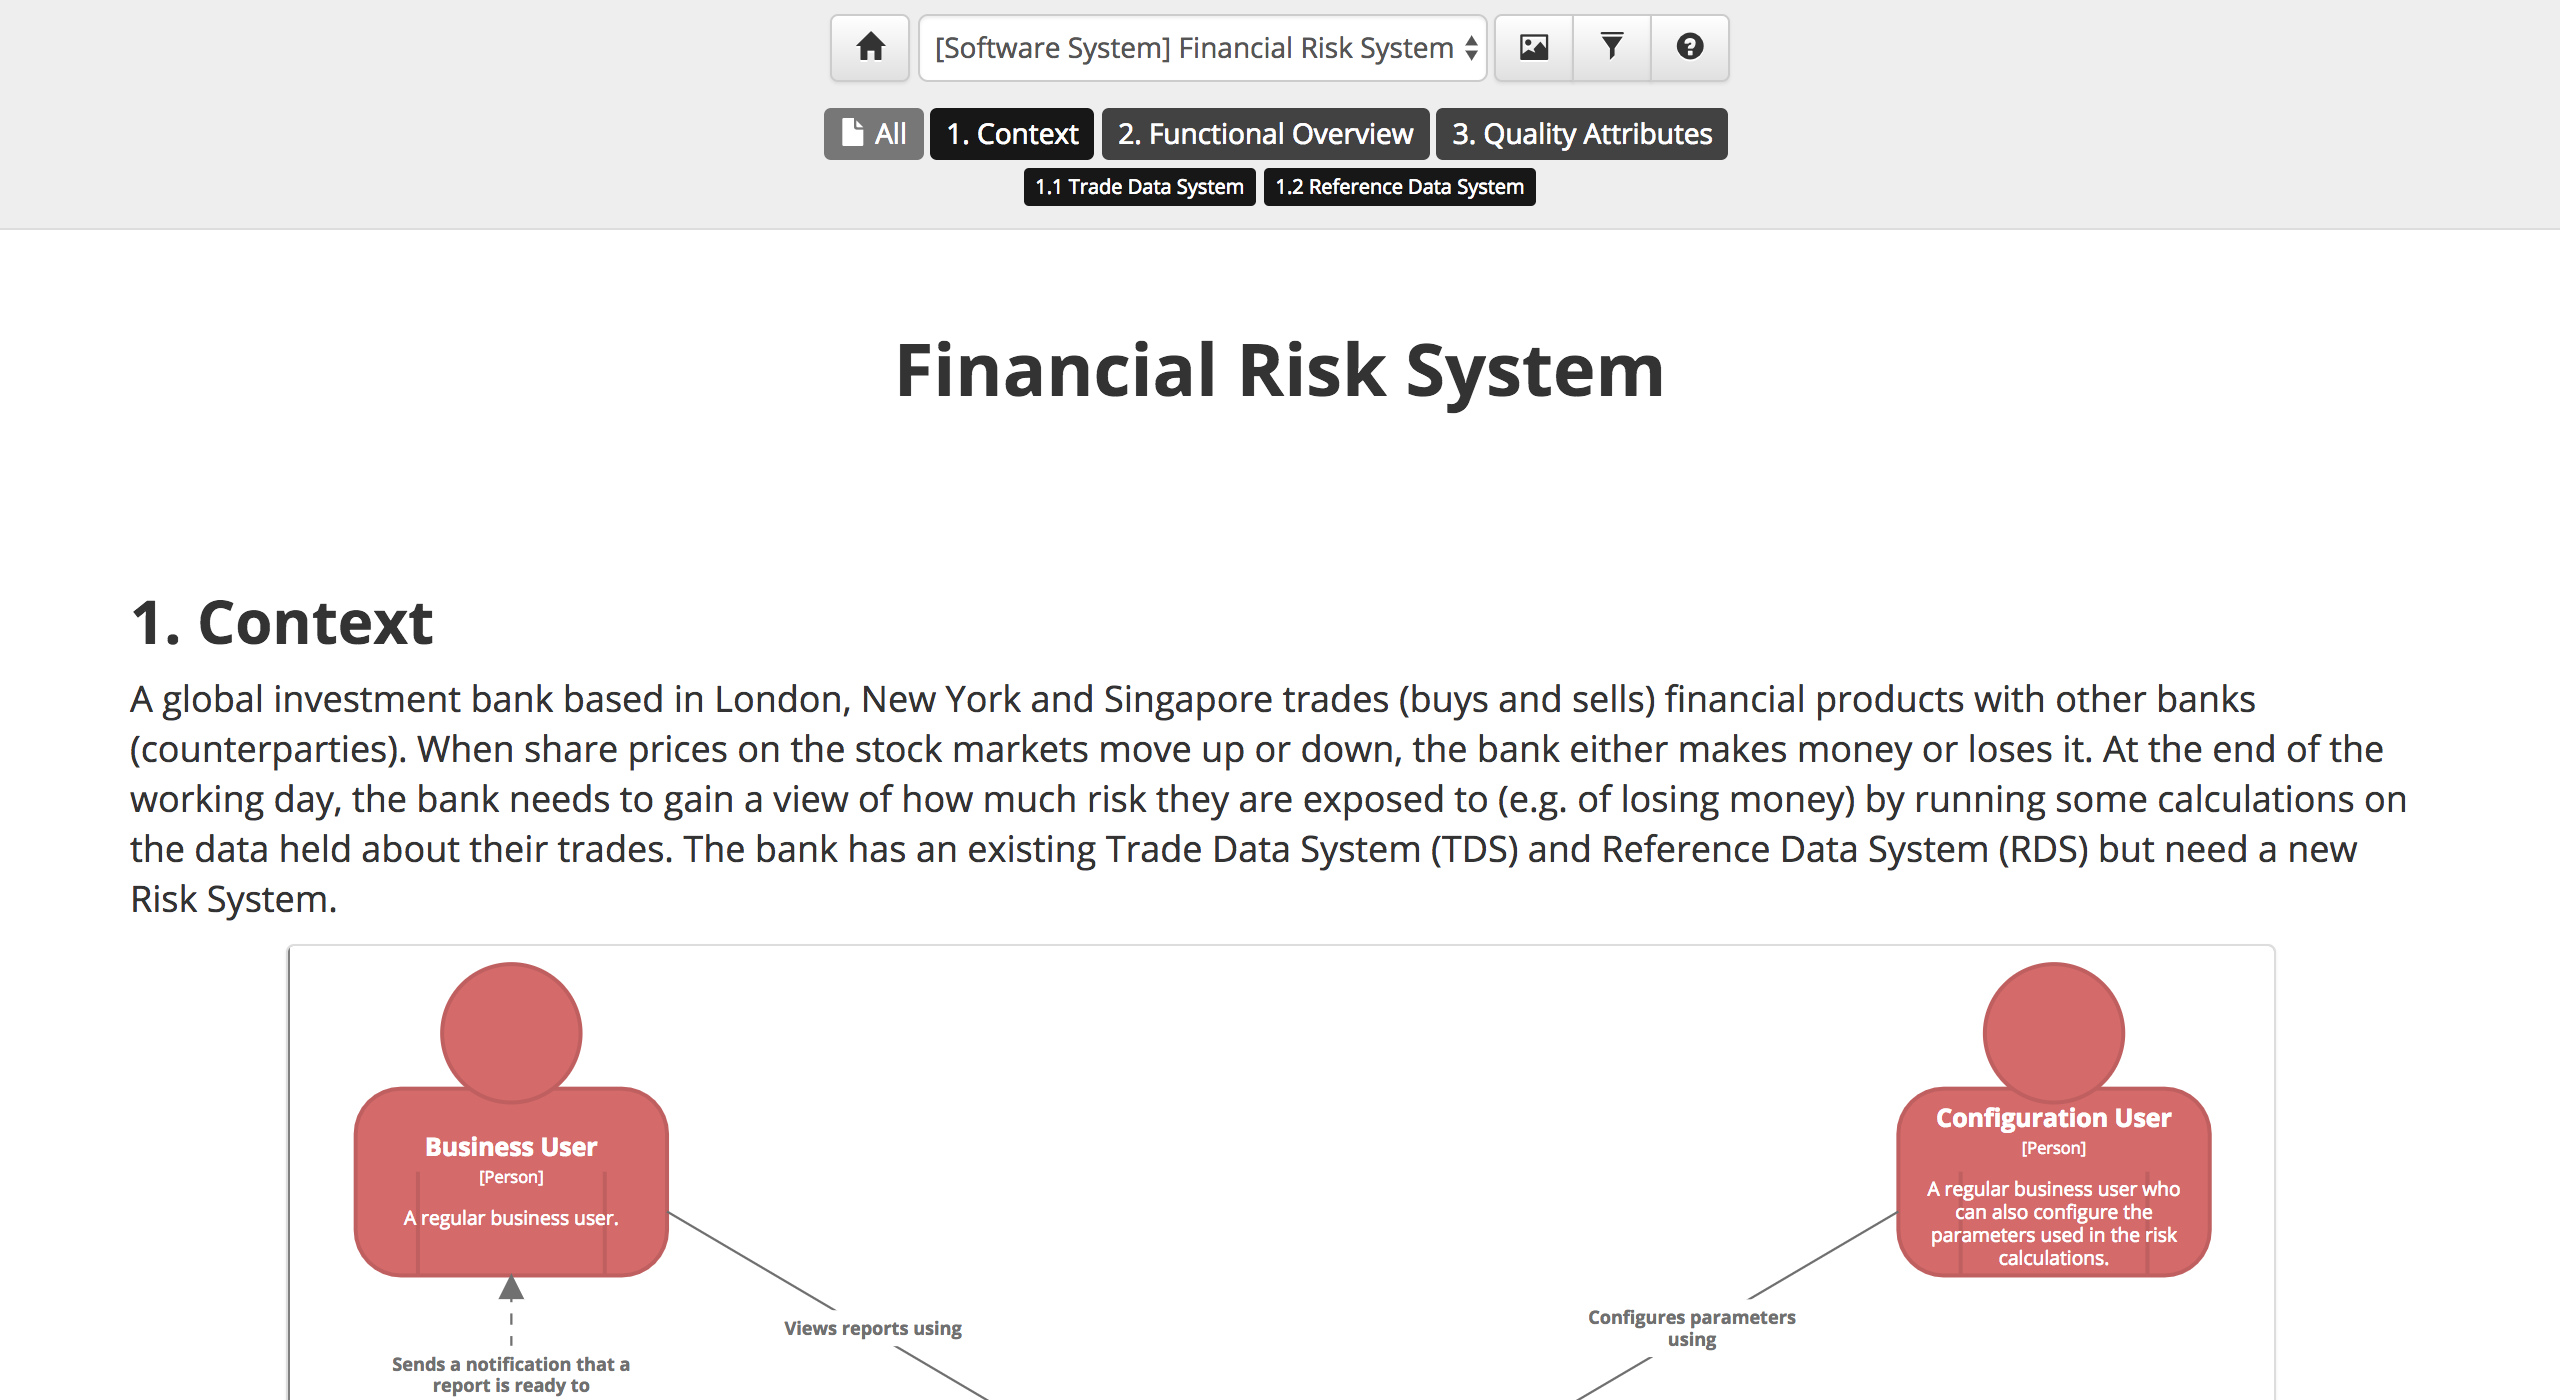 [Software System] Financial Risk System
All
1. Context
2. Functional Overview
3. Quality Attributes
1.1 Trade Data System
1.2 Reference Data System
Financial Risk System
1. Context
A global investment bank based in London, New York and Singapore trades (buys and sells) financial products with other banks
(counterparties). When share prices on the stock markets move up or down, the bank either makes money or loses it. At the end of the
working day, the bank needs to gain a view of how much risk they are exposed to (e.g. of losing money) by running some calculations on
the data held about their trades. The bank has an existing Trade Data System (TDS) and Reference Data System (RDS) but need a new
Risk System.
Business User
[Person]
A regular business user.
Configuration User
[Person]
A regular business user who
can also configure the
parameters used in the risk
calculations.
Views reports using
Configures parameters
using
Sends a notification that a
report is ready to